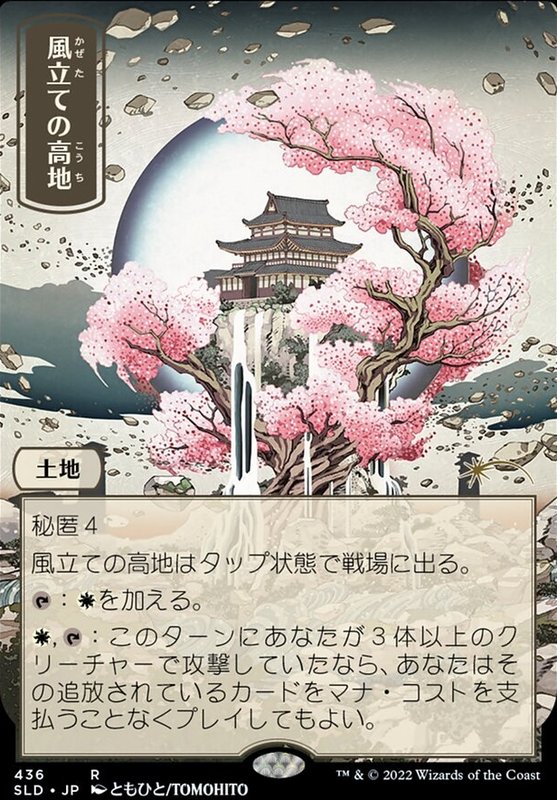 風立ての高地
かぜた
こうち
土地
秘匿4
風立ての高地はタップ状態で戦場に出る。
：を加える。
,：このターンにあなたが3体以上のク
リーチャーで攻撃していたなら、あなたはそ
の追放されているカードをマナ・コストを支
払うことなくプレイしてもよい。
436 R
SLD・JP ともひと/TOMOHITO
™ & © 2022 Wizards of the Coast